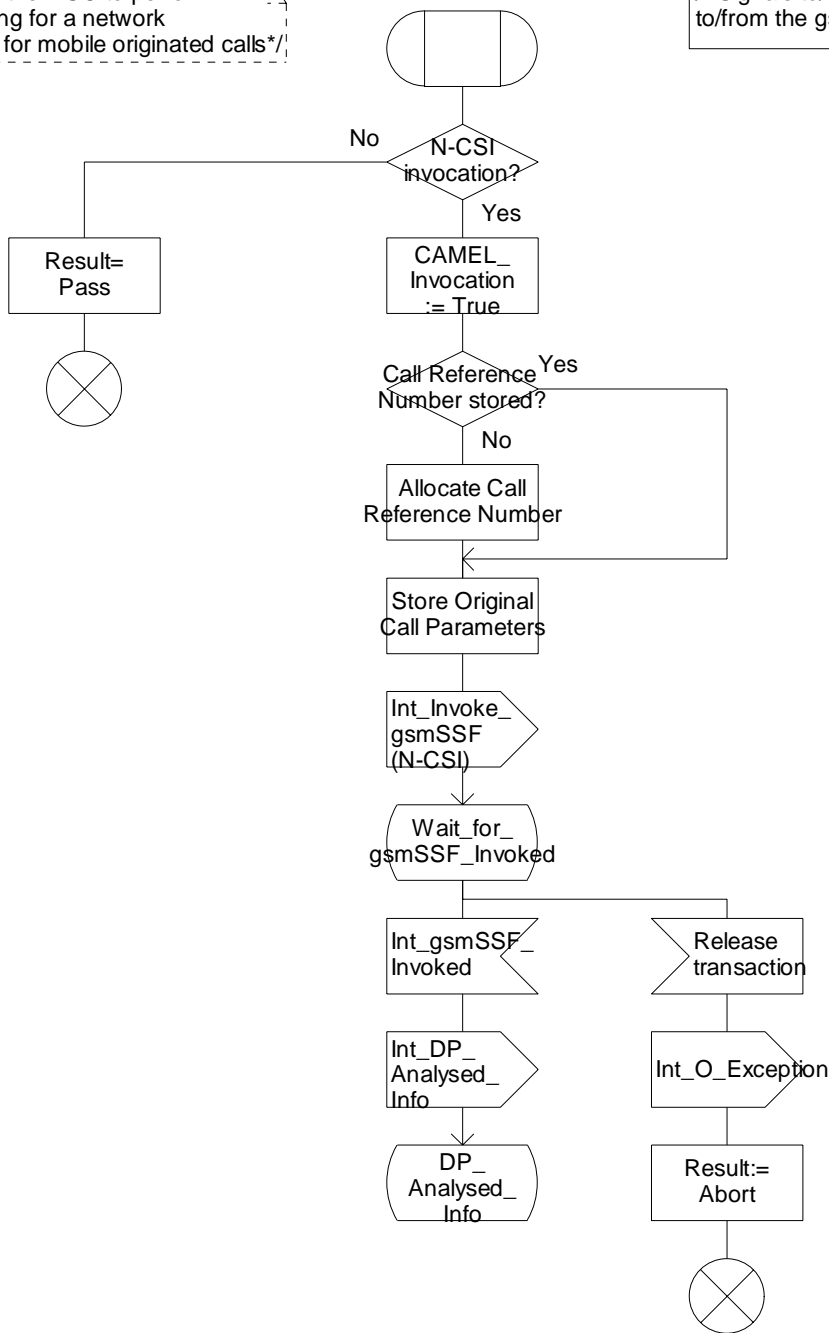 ng for a network
for mobile originated calls*/
to/from the
No
N-CSI
invocation?
Yes
Result=
Pass
CAMEL_
Invocation
:= True
Call Reference
Number stored?
Yes
No
Allocate Call
Reference Number
Store Original
Call Parameters
Int_Invoke_
gsmSSF
(N-CSI)
Wait_for_
gsmSSF_Invoked
Int_gsmSSF_
Invoked
Release
transaction
Int_DP_
Analysed_
Info
Int_O_Exception
DP_
Analysed_
Info
Result:=
Abort